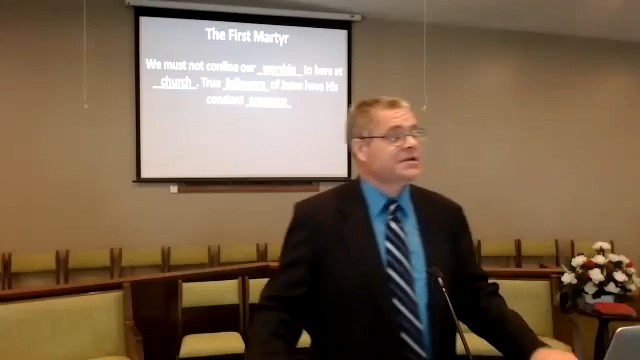 The First Martyr
We must not confine our worship to here at
church. True followers of Jesus have His
constant presence